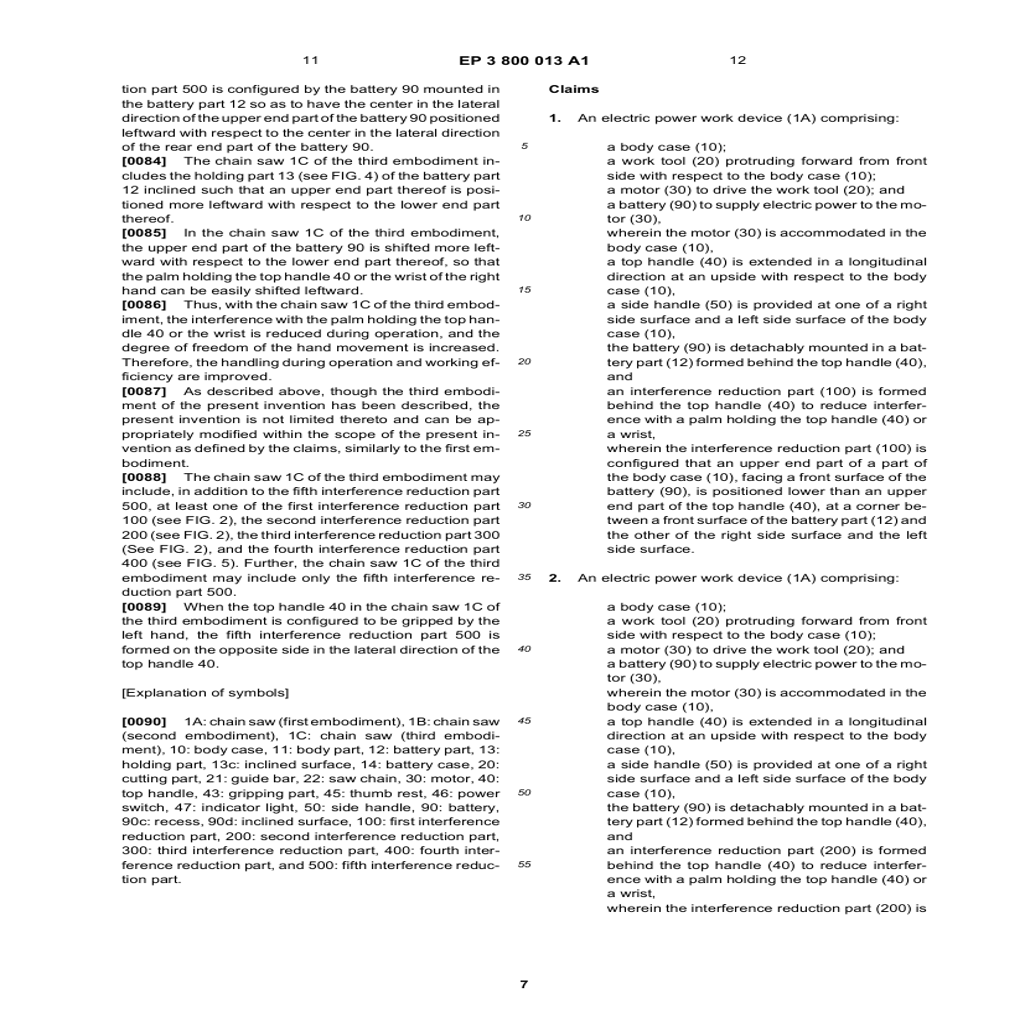 11
EP 3 800 013 A1
12
tion part 500 is configured by the battery 90 mounted in
the battery part 12 so as to have the center in the lateral
direction of the upper end part of the battery 90 positioned
leftward with respect to the center in the lateral direction
of the rear end part of the battery 90.
[0084] The chain saw 1C of the third embodiment in-
cludes the holding part 13 (see FIG. 4) of the battery part
12 inclined such that an upper end part thereof is posi-
tioned more leftward with respect to the lower end part
thereof.
[0085] In the chain saw 1C of the third embodiment,
the upper end part of the battery 90 is shifted more left-
ward with respect to the lower end part thereof, so that
the palm holding the top handle 40 or the wrist of the right
hand can be easily shifted leftward.
[0086] Thus, with the chain saw 1C of the third embod-
iment, the interference with the palm holding the top han-
dle 40 or the wrist is reduced during operation, and the
degree of freedom of the hand movement is increased.
Therefore, the handling during operation and working ef-
ficiency are improved.
[0087] As described above, though the third embodi-
ment of the present invention has been described, the
present invention is not limited thereto and can be ap-
propriately modified within the scope of the present in-
vention as defined by the claims, similarly to the first em-
bodiment.
[0088] The chain saw 1C of the third embodiment may
include, in addition to the fifth interference reduction part
500, at least one of the first interference reduction part
100 (see FIG. 2), the second interference reduction part
200 (see FIG. 2), the third interference reduction part 300
(See FIG. 2), and the fourth interference reduction part
400 (see FIG. 5). Further, the chain saw 1C of the third
embodiment may include only the fifth interference re-
duction part 500.
[0089] When the top handle 40 in the chain saw 1C of
the third embodiment is configured to be gripped by the
left hand, the fifth interference reduction part 500 is
formed on the opposite side in the lateral direction of the
top handle 40.
[Explanation of symbols]
[0090] 1A: chain saw (first embodiment), 1B: chain saw
(second embodiment), 1C: chain saw (third embodi-
ment), 10: body case, 11: body part, 12: battery part, 13:
holding part, 13c: inclined surface, 14: battery case, 20:
cutting part, 21: guide bar, 22: saw chain, 30: motor, 40:
top handle, 43: gripping part, 45: thumb rest, 46: power
switch, 47: indicator light, 50: side handle, 90: battery,
90c: recess, 90d: inclined surface, 100: first interference
reduction part, 200: second interference reduction part,
300: third interference reduction part, 400: fourth inter-
ference reduction part, and 500: fifth interference reduc-
tion part.
5
10
15
20
25
30
35
40
45
50
55
Claims
1. An electric power work device (1A) comprising:
a body case (10);
a work tool (20) protruding forward from front
side with respect to the body case (10);
a motor (30) to drive the work tool (20); and
a battery (90) to supply electric power to the mo-
tor (30),
wherein the motor (30) is accommodated in the
body case (10),
a top handle (40) is extended in a longitudinal
direction at an upside with respect to the body
case (10),
a side handle (50) is provided at one of a right
side surface and a left side surface of the body
case (10),
the battery (90) is detachably mounted in a bat-
tery part (12) formed behind the top handle (40),
and
an interference reduction part (100) is formed
behind the top handle (40) to reduce interfer-
ence with a palm holding the top handle (40) or
a wrist,
wherein the interference reduction part (100) is
configured that an upper end part of a part of
the body case (10), facing a front surface of the
battery (90), is positioned lower than an upper
end part of the top handle (40), at a corner be-
tween a front surface of the battery part (12) and
the other of the right side surface and the left
side surface.
2. An electric power work device (1A) comprising:
a body case (10);
a work tool (20) protruding forward from front
side with respect to the body case (10);
a motor (30) to drive the work tool (20); and
a battery (90) to supply electric power to the mo-
tor (30),
wherein the motor (30) is accommodated in the
body case (10),
a top handle (40) is extended in a longitudinal
direction at an upside with respect to the body
case (10),
a side handle (50) is provided at one of a right
side surface and a left side surface of the body
case (10),
the battery (90) is detachably mounted in a bat-
tery part (12) formed behind the top handle (40),
and
an interference reduction part (200) is formed
behind the top handle (40) to reduce interfer-
ence with a palm holding the top handle (40) or
a wrist,
wherein the interference reduction part (200) is
7